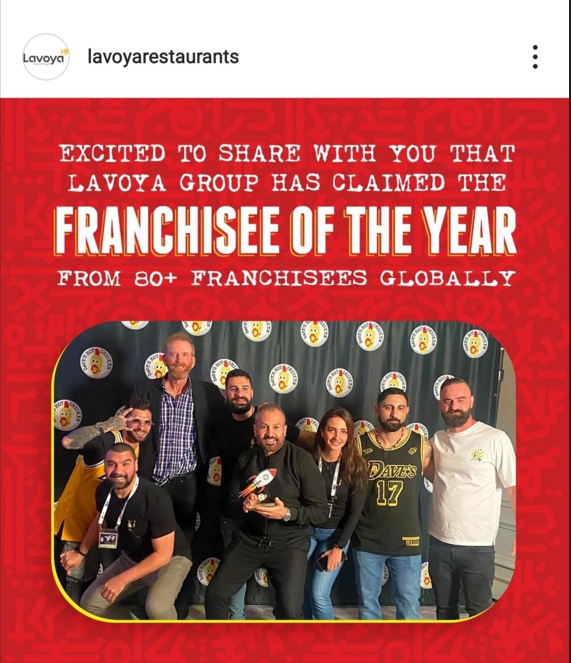 Lavoya
lavoyarestaurants
EXCITED TO SHARE WITH YOU THAT
LAVOYA GROUP HAS CLAIMED THE
FRANCHISEE OF THE YEAR
FROM 80+ FRANCHISEES GLOBALLY
DAVE'S
17